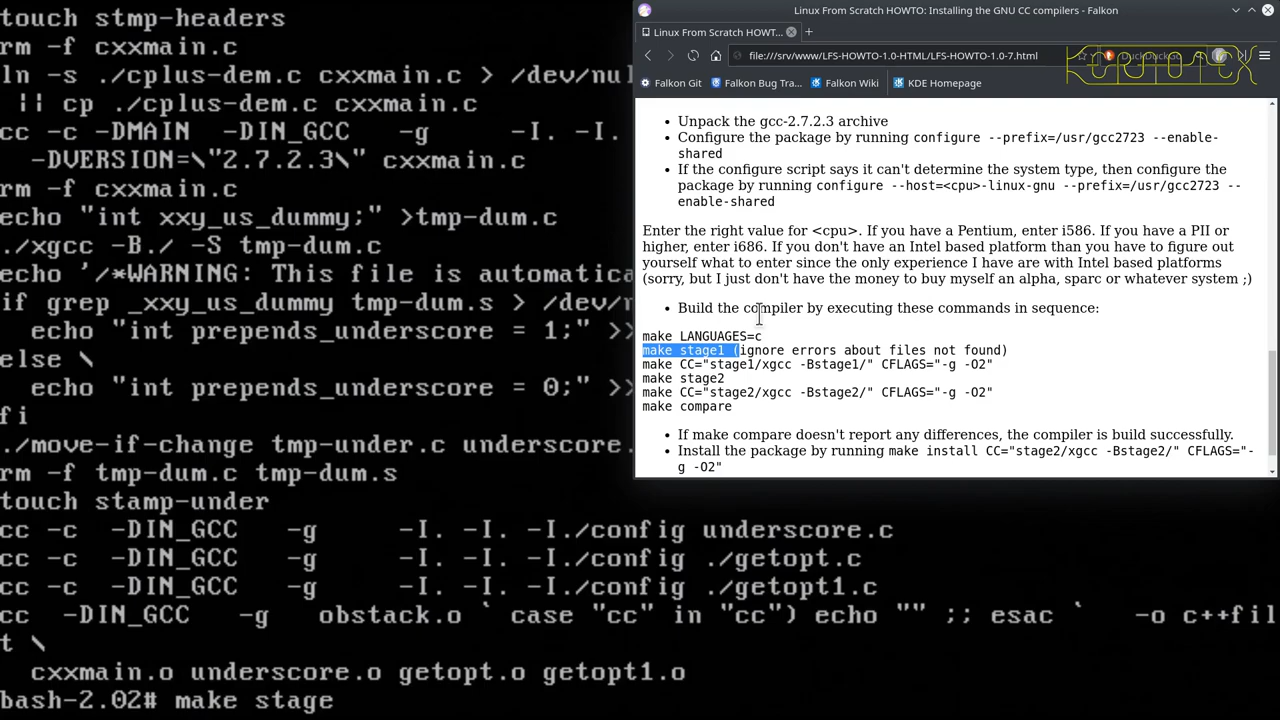 touch stmp-headers
rm -f cxxmain.c
ln -s ./cplus-dem.c cxxmain.c > /dev/nul
|| cp ./cplus-dem.c cxxmain.c
cc -c -DMAIN -DIN_GCC -g -I. -I.
-DVERSION=\"2.7.2.3\" cxxmain.c
rm -f cxxmain.c
echo "int xxy_us_dummy;" >tmp-dum.c
./xgcc -B./ -S tmp-dum.c
echo '/*WARNING: This file is automatica
if grep _xxy_us_dummy tmp-dum.s > /dev/n
echo "int prepends_underscore = 1;" >>
else \
echo "int prepends_underscore = 0;" >>
fi
./move-if-change tmp-under.c underscore.
rm -f tmp-dum.c tmp-dum.s
touch stamp-under
cc -c -DIN_GCC -g -I. -I. -I./config underscore.c
cc -c -DIN_GCC -g -I. -I. -I./config ./getopt.c
cc -c -DIN_GCC -g -I. -I. -I./config ./getopt1.c
cc -DIN_GCC -g obstack.o ` case "cc" in "cc") echo "" ;; esac ` -o c++fil
t \
cxxmain.o underscore.o getopt.o getopt1.o
bash-2.02# make stage
Linux From Scratch HOWTO: Installing the GNU CC compilers - Falkon
Linux From Scratch HOWT...
file:///srv/www/LFS-HOWTO-1.0-HTML/LFS-HOWTO-1.0-7.html
Falkon Git Falkon Bug Tra... Falkon Wiki KDE Homepage
• Unpack the gcc-2.7.2.3 archive
• Configure the package by running configure --prefix=/usr/gcc2723 --enable-
shared
• If the configure script says it can't determine the system type, then configure the
package by running configure --host=<cpu>-linux-gnu --prefix=/usr/gcc2723 --
enable-shared
Enter the right value for <cpu>. If you have a Pentium, enter i586. If you have a PII or
higher, enter i686. If you don't have an Intel based platform than you have to figure out
yourself what to enter since the only experience I have are with Intel based platforms
(sorry, but I just don't have the money to buy myself an alpha, sparc or whatever system ;)
• Build the compiler by executing these commands in sequence:
make LANGUAGES=c
make stage1 (ignore errors about files not found)
make CC="stage1/xgcc -Bstage1/" CFLAGS="-g -O2"
make stage2
make CC="stage2/xgcc -Bstage2/" CFLAGS="-g -O2"
make compare
• If make compare doesn't report any differences, the compiler is build successfully.
• Install the package by running make install CC="stage2/xgcc -Bstage2/" CFLAGS="-
g -O2"